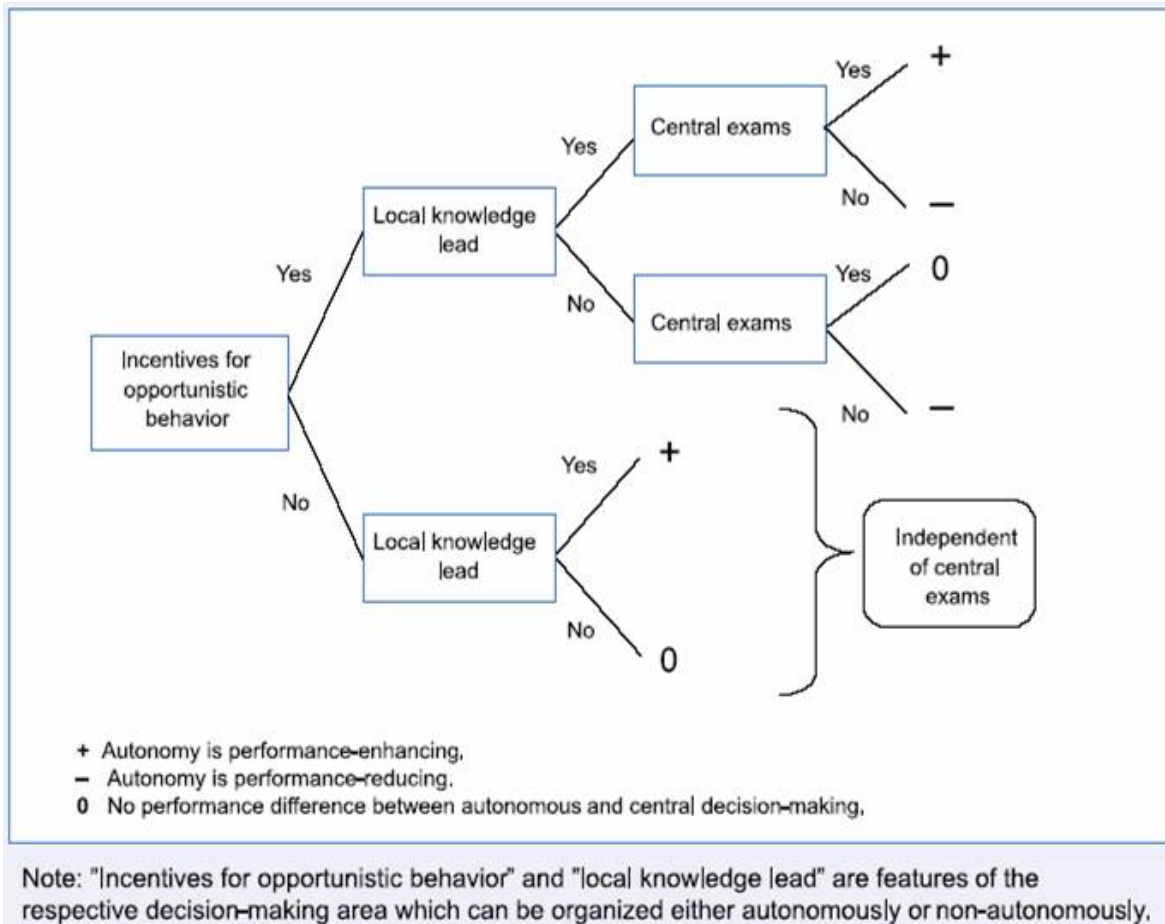 Yes
+
Central exams
Yes
No
−
Local knowledge
lead
Yes
0
Yes
No
Central exams
Incentives for
opportunistic
behavior
No
−
Yes
+
No
Local knowledge
lead
Independent
of central
exams
No
0
+ Autonomy is performance-enhancing.
− Autonomy is performance-reducing.
0 No performance difference between autonomous and central decision-making.
Note: "Incentives for opportunistic behavior" and "local knowledge lead" are features of the
respective decision-making area which can be organized either autonomously or non-autonomously.